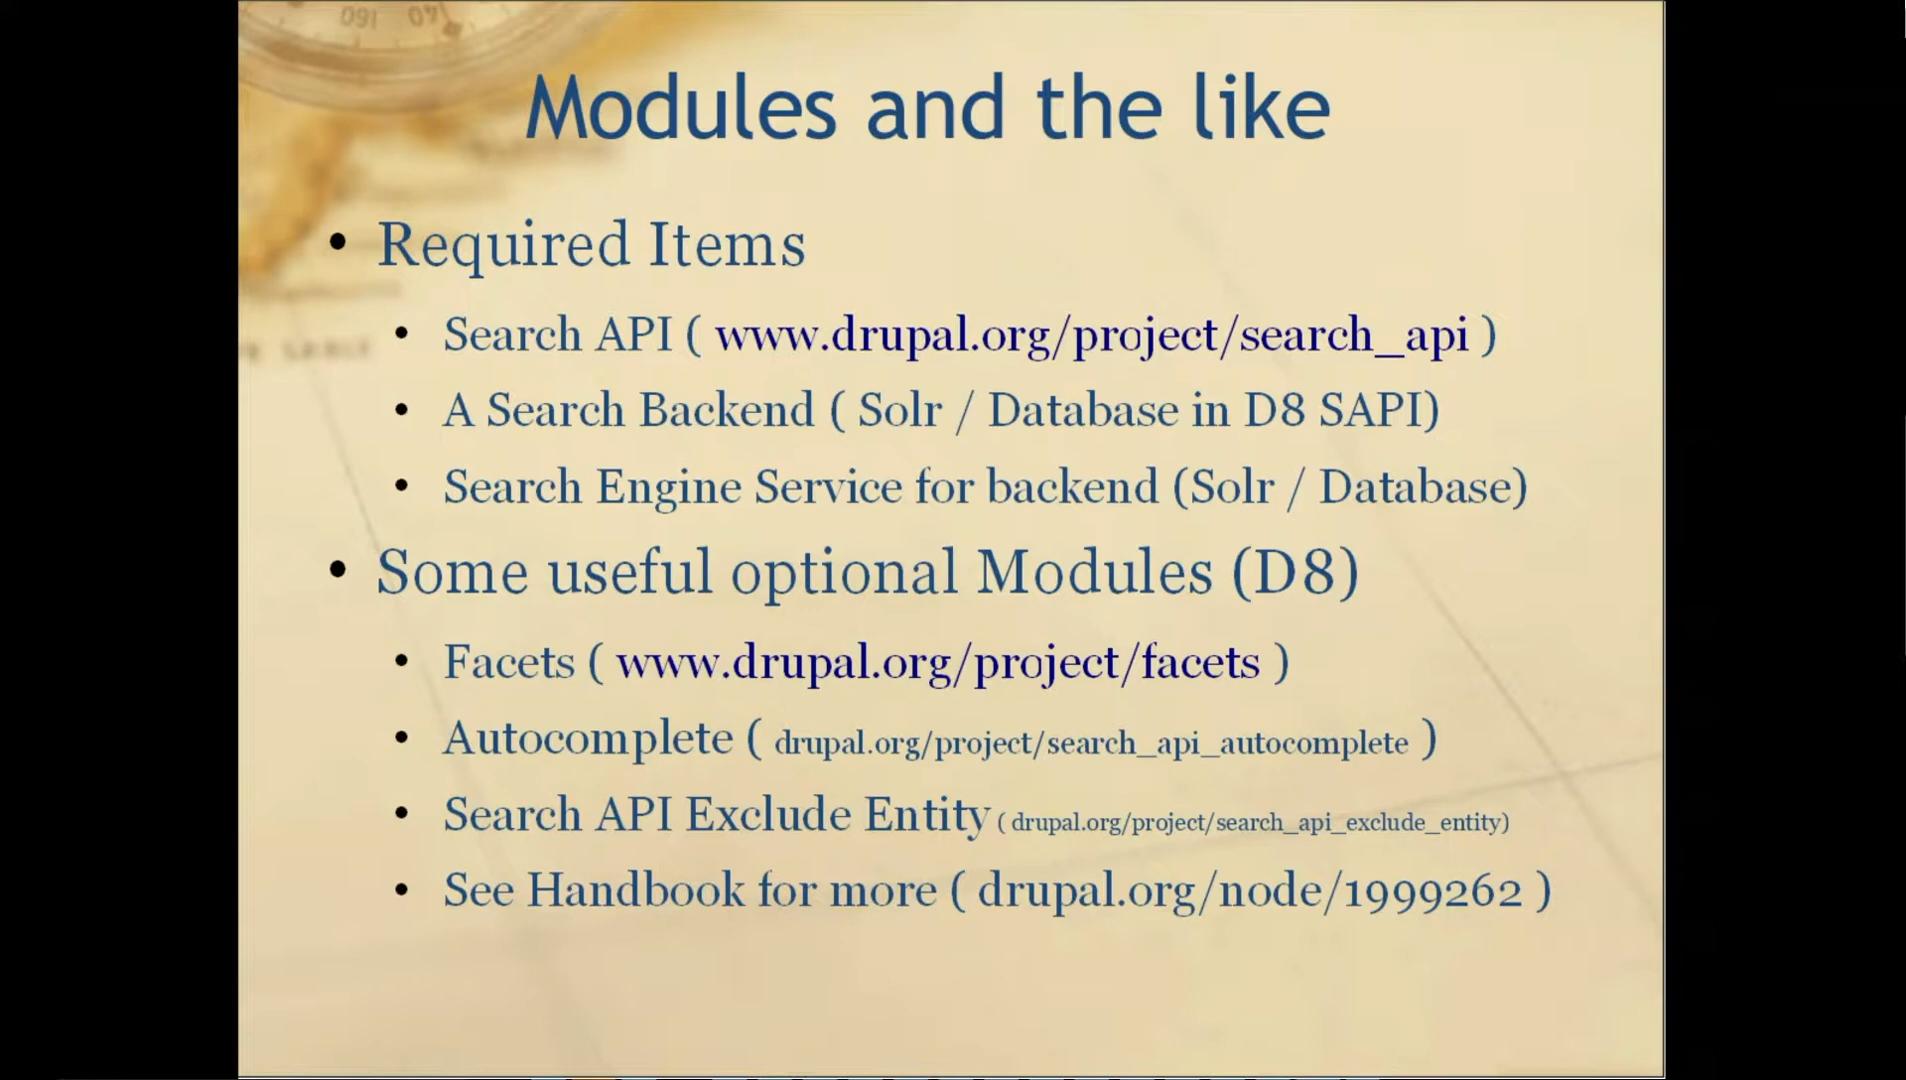 Modules and the like
• Required Items
• Search API ( www.drupal.org/project/search_api )
• A Search Backend ( Solr / Database in D8 SAPI)
• Search Engine Service for backend (Solr / Database)
• Some useful optional Modules (D8)
• Facets ( www.drupal.org/project/facets )
• Autocomplete ( drupal.org/project/search_api_autocomplete )
• Search API Exclude Entity ( drupal.org/project/search_api_exclude_entity)
• See Handbook for more ( drupal.org/node/1999262 )